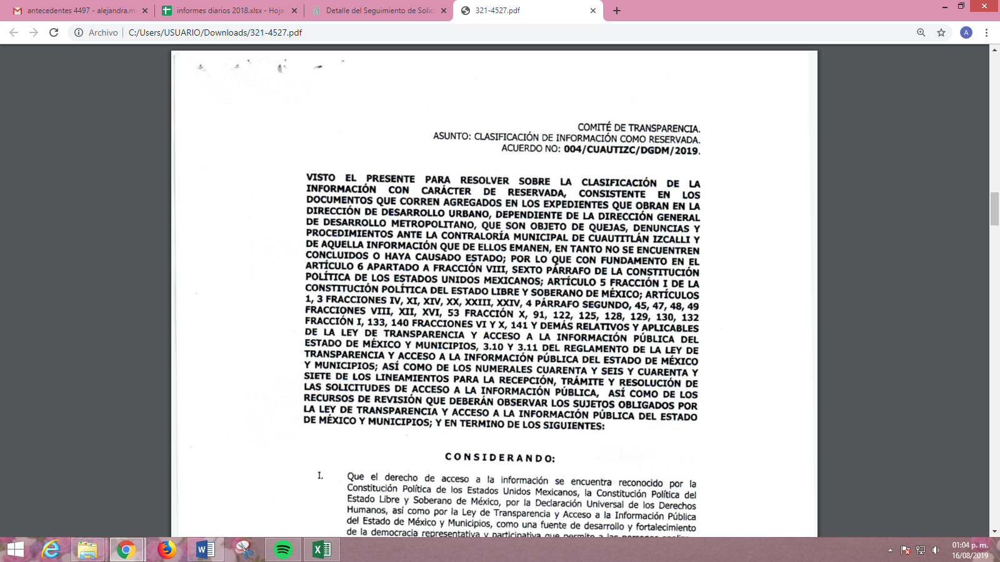 antecedentes 4497 - alejandra.m
informes diarios 2018.xlsx - Hoja
Detalle del Seguimiento de Solic
321-4527.pdf
Archivo
C:/Users/USUARIO/Downloads/321-4527.pdf
A
COMITÉ DE TRANSPARENCIA.
ASUNTO: CLASIFICACIÓN DE INFORMACIÓN COMO RESERVADA.
ACUERDO NO: 004/CUAUTIZC/DGDM/2019.
VISTO EL PRESENTE PARA RESOLVER SOBRE LA CLASIFICACIÓN DE LA
INFORMACIÓN CON CARÁCTER DE RESERVADA, CONSISTENTE EN LOS
DOCUMENTOS QUE CORREN AGREGADOS EN LOS EXPEDIENTES QUE OBRAN EN LA
DIRECCIÓN DE DESARROLLO URBANO, DEPENDIENTE DE LA DIRECCIÓN GENERAL
DE DESARROLLO METROPOLITANO, QUE SON OBJETO DE QUEJAS, DENUNCIAS Y
PROCEDIMIENTOS ANTE LA CONTRALORÍA MUNICIPAL DE CUAUTITLÁN IZCALLI Y
DE AQUELLA INFORMACIÓN QUE DE ELLOS EMANEN, EN TANTO NO SE ENCUENTREN
CONCLUIDOS O HAYA CAUSADO ESTADO; POR LO QUE CON FUNDAMENTO EN EL
ARTÍCULO 6 APARTADO A FRACCIÓN VIII, SEXTO PÁRRAFO DE LA CONSTITUCIÓN
POLÍTICA DE LOS ESTADOS UNIDOS MEXICANOS; ARTÍCULO 5 FRACCIÓN I DE LA
CONSTITUCIÓN POLÍTICA DEL ESTADO LIBRE Y SOBERANO DE MÉXICO; ARTÍCULOS
1, 3 FRACCIONES IV, XI, XIV, XX, XXIII, XXIV, 4 PÁRRAFO SEGUNDO, 45, 47, 48, 49
FRACCIONES VIII, XII, XVI, 53 FRACCIÓN X, 91, 122, 125, 128, 129, 130, 132
FRACCIÓN I, 133, 140 FRACCIONES VI Y X, 141 Y DEMÁS RELATIVOS Y APLICABLES
DE LA LEY DE TRANSPARENCIA Y ACCESO A LA INFORMACIÓN PÚBLICA DEL
ESTADO DE MÉXICO Y MUNICIPIOS, 3.10 Y 3.11 DEL REGLAMENTO DE LA LEY DE
TRANSPARENCIA Y ACCESO A LA INFORMACIÓN PÚBLICA DEL ESTADO DE MÉXICO
Y MUNICIPIOS; ASÍ COMO DE LOS NUMERALES CUARENTA Y SEIS Y CUARENTA Y
SIETE DE LOS LINEAMIENTOS PARA LA RECEPCIÓN, TRÁMITE Y RESOLUCIÓN DE
LAS SOLICITUDES DE ACCESO A LA INFORMACIÓN PÚBLICA, ASÍ COMO DE LOS
RECURSOS DE REVISIÓN QUE DEBERÁN OBSERVAR LOS SUJETOS OBLIGADOS POR
LA LEY DE TRANSPARENCIA Y ACCESO A LA INFORMACIÓN PÚBLICA DEL ESTADO
DE MÉXICO Y MUNICIPIOS; Y EN TERMINO DE LOS SIGUIENTES:
C O N S I D E R A N D O:
I. Que el derecho de acceso a la información se encuentra reconocido por la
Constitución Política de los Estados Unidos Mexicanos, la Constitución Política del
Estado Libre y Soberano de México, por la Declaración Universal de los Derechos
Humanos, así como por la Ley de Transparencia y Acceso a la Información Pública
del Estado de México y Municipios, como una fuente de desarrollo y fortalecimiento
de la democracia representativa y participativa que permite a las personas
01:04 p. m.
16/08/2019